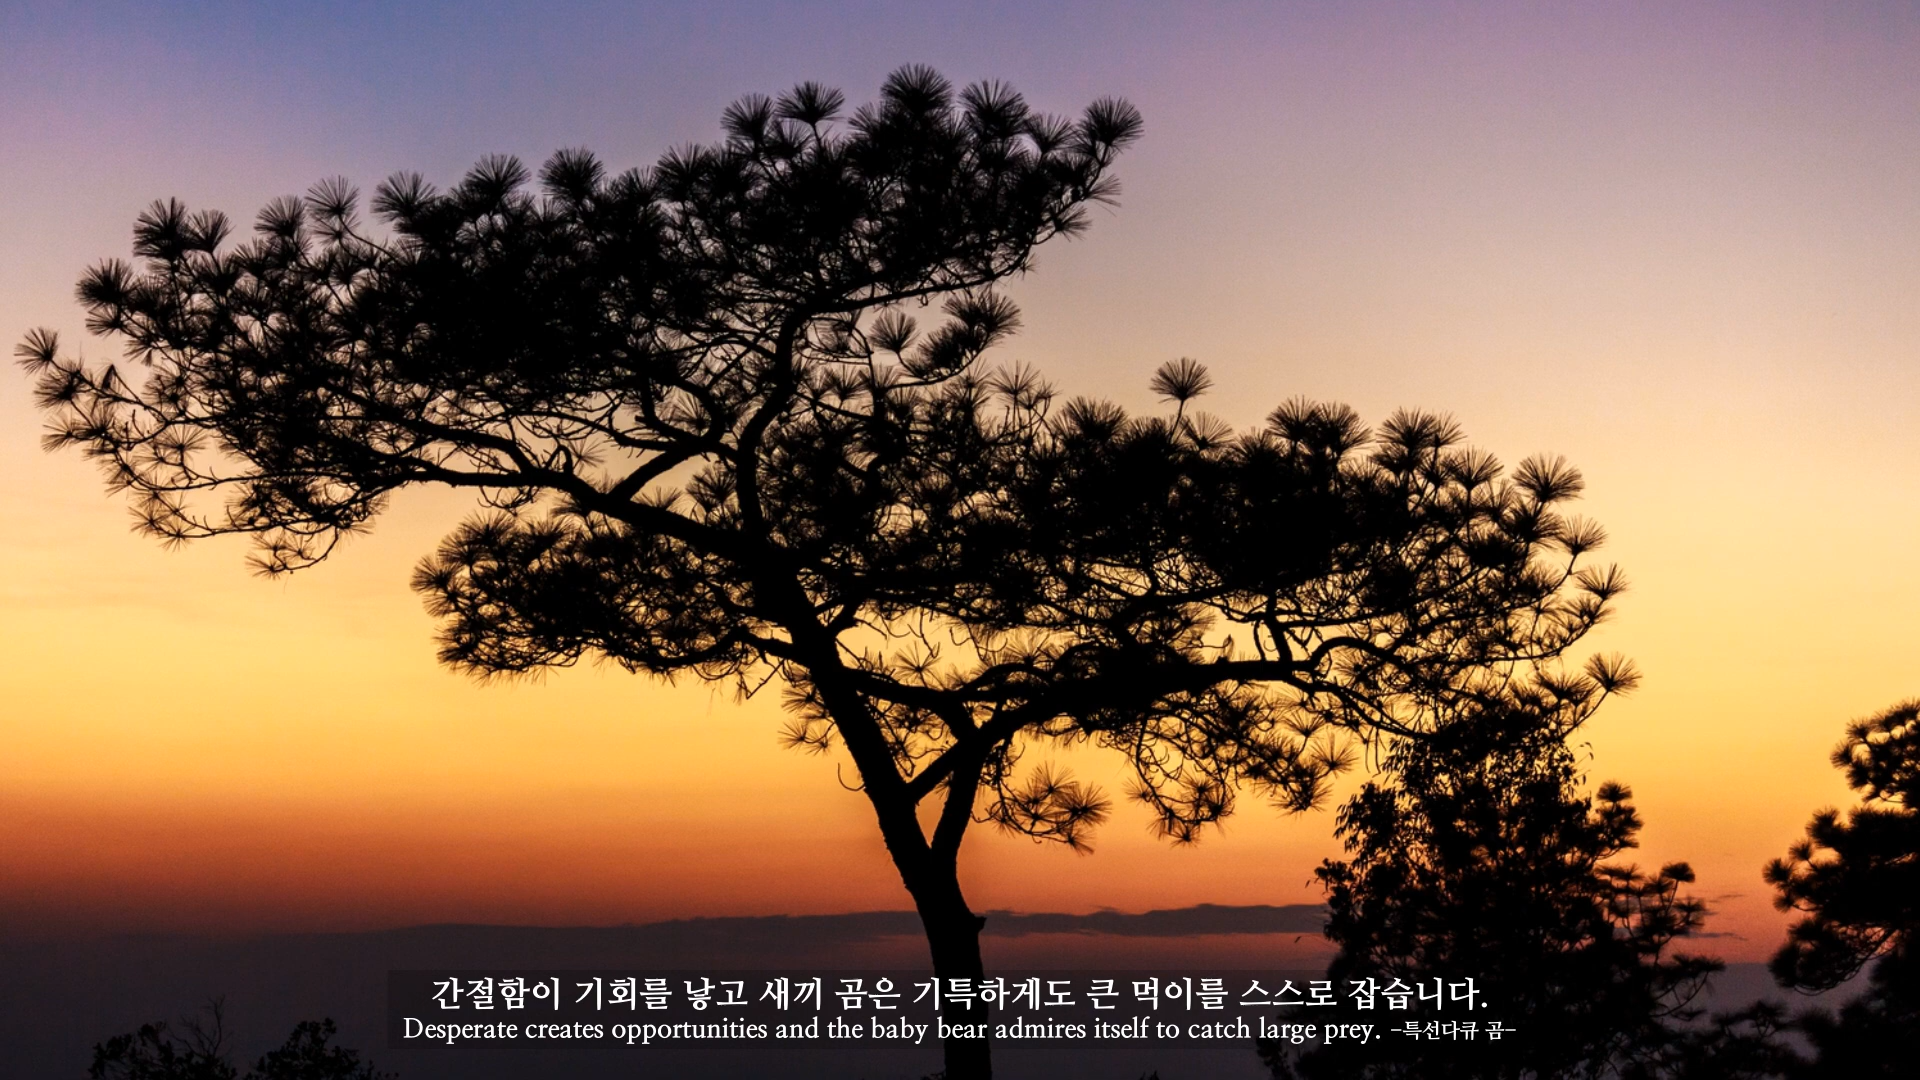 간절함이 기회를 낳고 새끼 곰은 기특하게도 큰 먹이를 스스로 잡습니다.
Desperate creates opportunities and the baby bear admires itself to catch large prey. -특선다큐 곰-